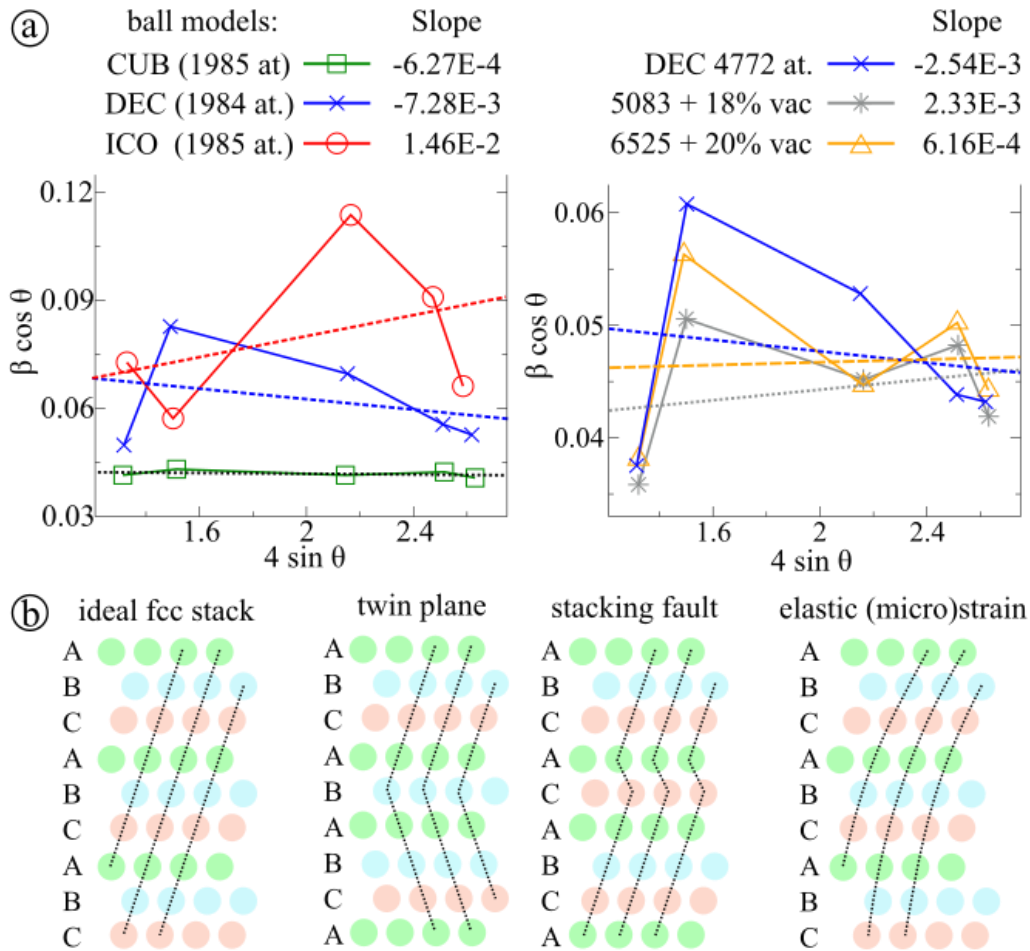 a
ball models: Slope
CUB (1985 at) -6.27E-4
DEC (1984 at.) -7.28E-3
ICO (1985 at.) 1.46E-2
Slope
DEC 4772 at. -2.54E-3
5083 + 18% vac 2.33E-3
6525 + 20% vac 6.16E-4
β cos θ
0.12
0.09
0.06
0.03
1.6 2 2.4
4 sin θ
β cos θ
0.06
0.05
0.04
1.6 2 2.4
4 sin θ
b
ideal fcc stack
A
B
C
A
B
C
A
B
C
twin plane
A
B
C
A
B
A
B
C
A
stacking fault
A
B
C
A
C
A
B
C
A
elastic (micro)strain
A
B
C
A
B
C
A
B
C